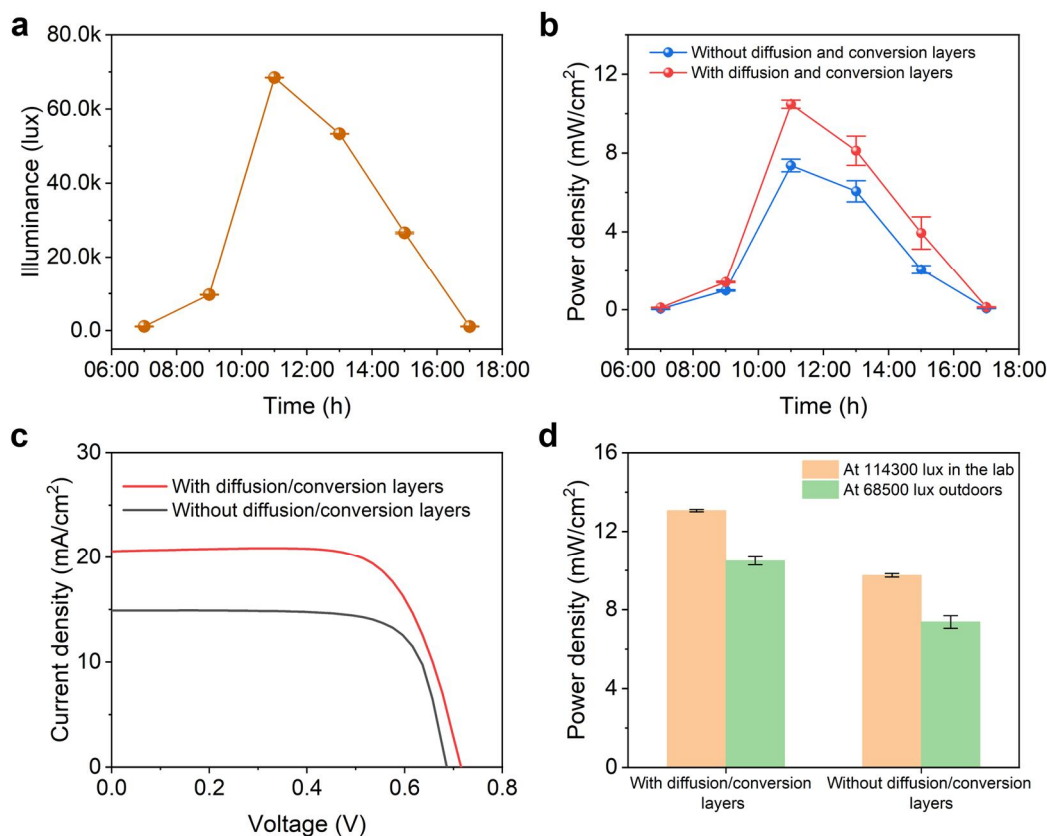 a
80.0k
60.0k
40.0k
20.0k
0.0
Illuminance (lux)
06:00 08:00 10:00 12:00 14:00 16:00 18:00
Time (h)
b
Without diffusion and conversion layers
With diffusion and conversion layers
12
8
4
0
Power density (mW/cm²)
06:00 08:00 10:00 12:00 14:00 16:00 18:00
Time (h)
c
30
20
10
0
Current density (mA/cm²)
With diffusion/conversion layers
Without diffusion/conversion layers
0.0 0.2 0.4 0.6 0.8
Voltage (V)
d
16
12
8
4
0
Power density (mW/cm²)
At 114300 lux in the lab
At 68500 lux outdoors
With diffusion/conversion
layers
Without diffusion/conversion
layers